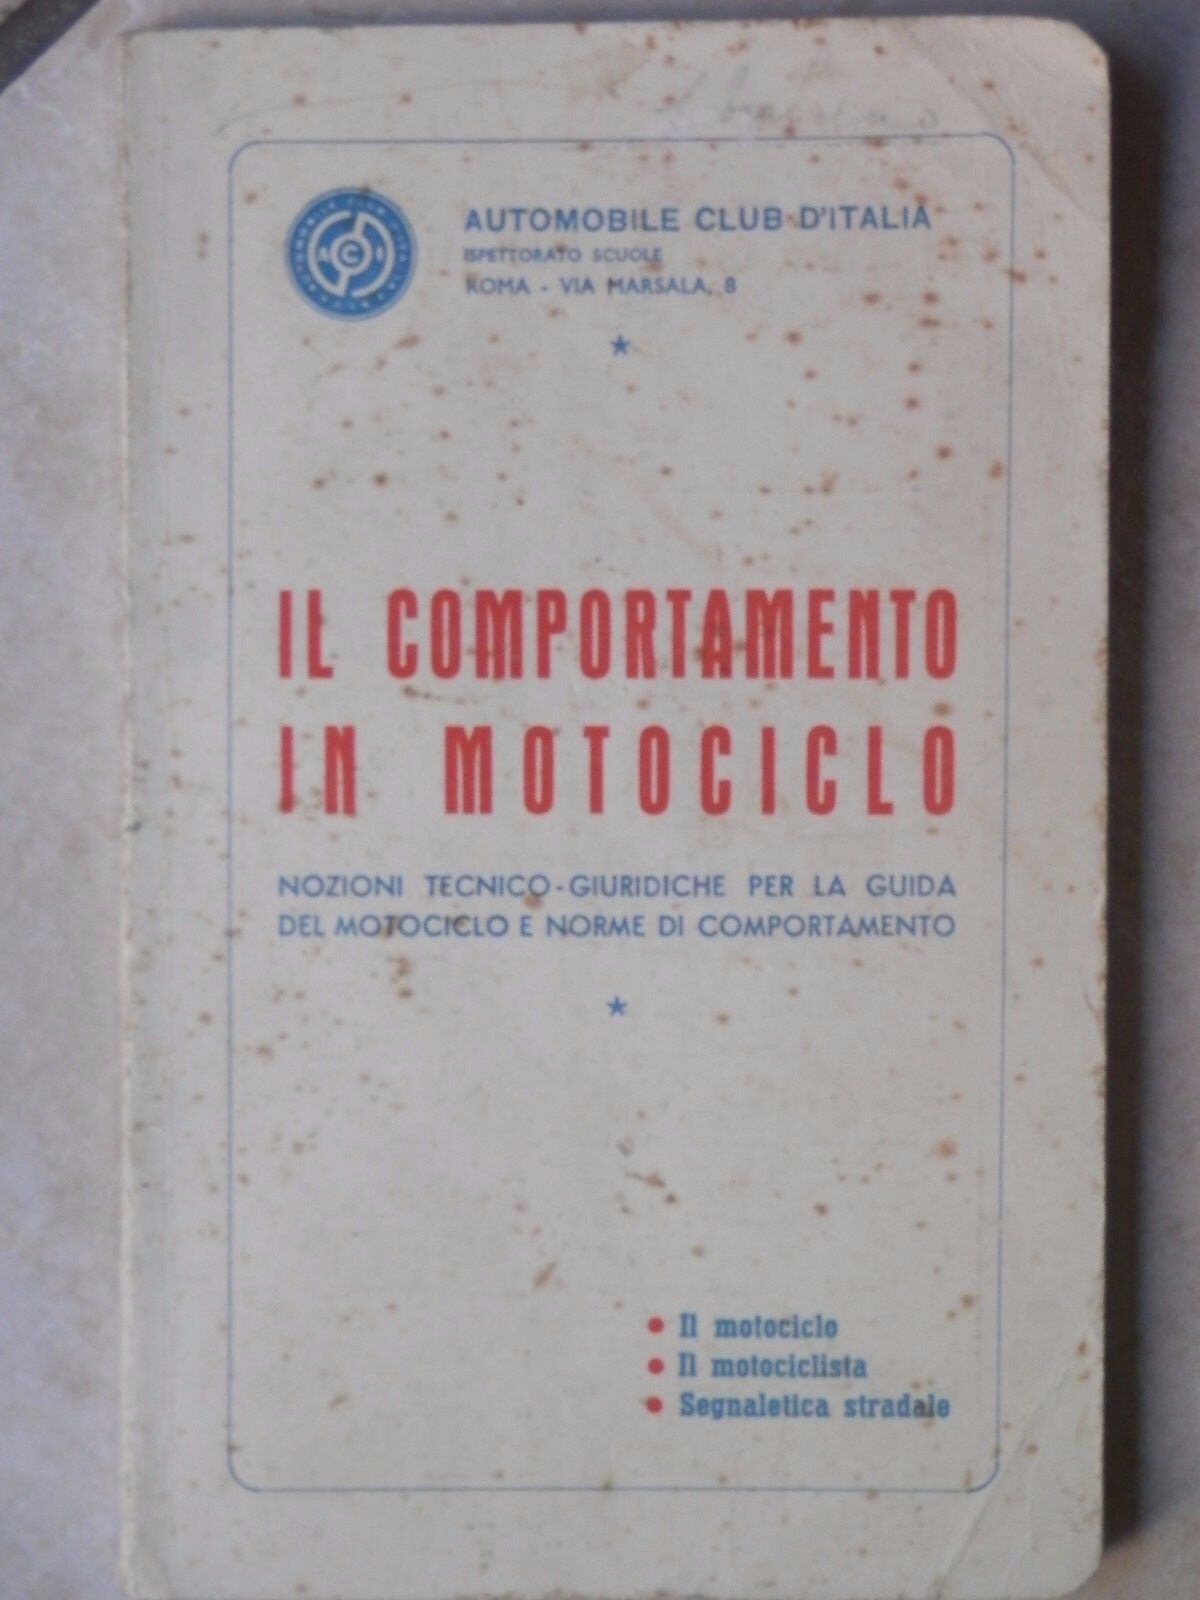 AUTOMOBILE CLUB D'ITALIA
ISPETTORATO SCUOLE
ROMA - VIA MARSALA, 8
A C I
IL COMPORTAMENTO
IN MOTOCICLO
NOZIONI TECNICO-GIURIDICHE PER LA GUIDA
DEL MOTOCICLO E NORME DI COMPORTAMENTO
• Il motociclo
• Il motociclista
• Segnaletica stradale